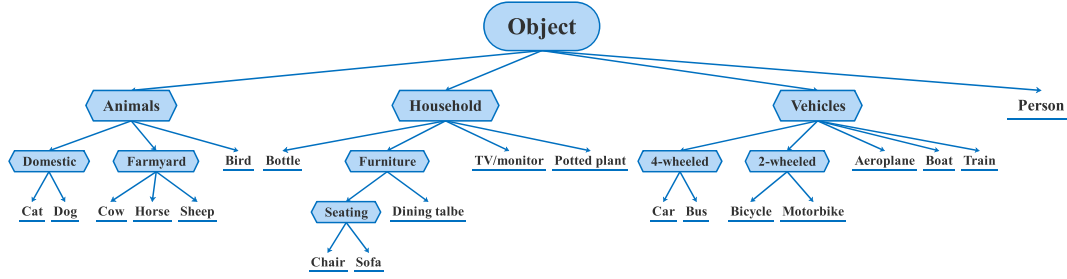 Object
Animals Household Vehicles Person
Domestic Farmyard Bird Bottle Furniture TV/monitor Potted plant 4-wheeled 2-wheeled Aeroplane Boat Train
Cat Dog Cow Horse Sheep Seating Dining talbe Car Bus Bicycle Motorbike
Chair Sofa